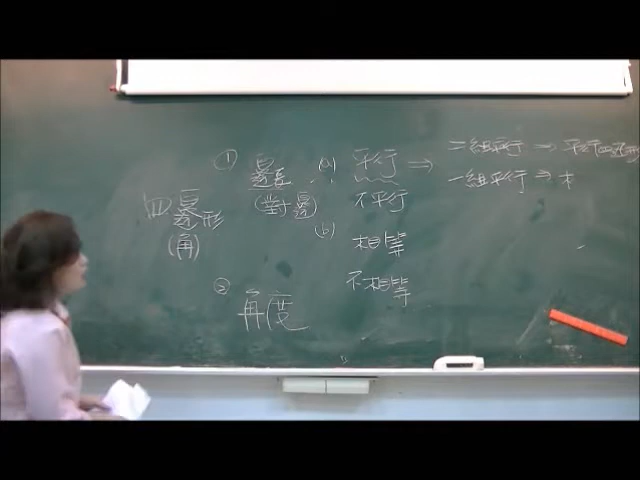 四邊形
(角)
① 邊長
(對邊)
(a) 平行 ⇒
二組平行 ⇒ 平行四邊形
一組平行 ⇒
不平行
(b) 相等
不相等
② 角度